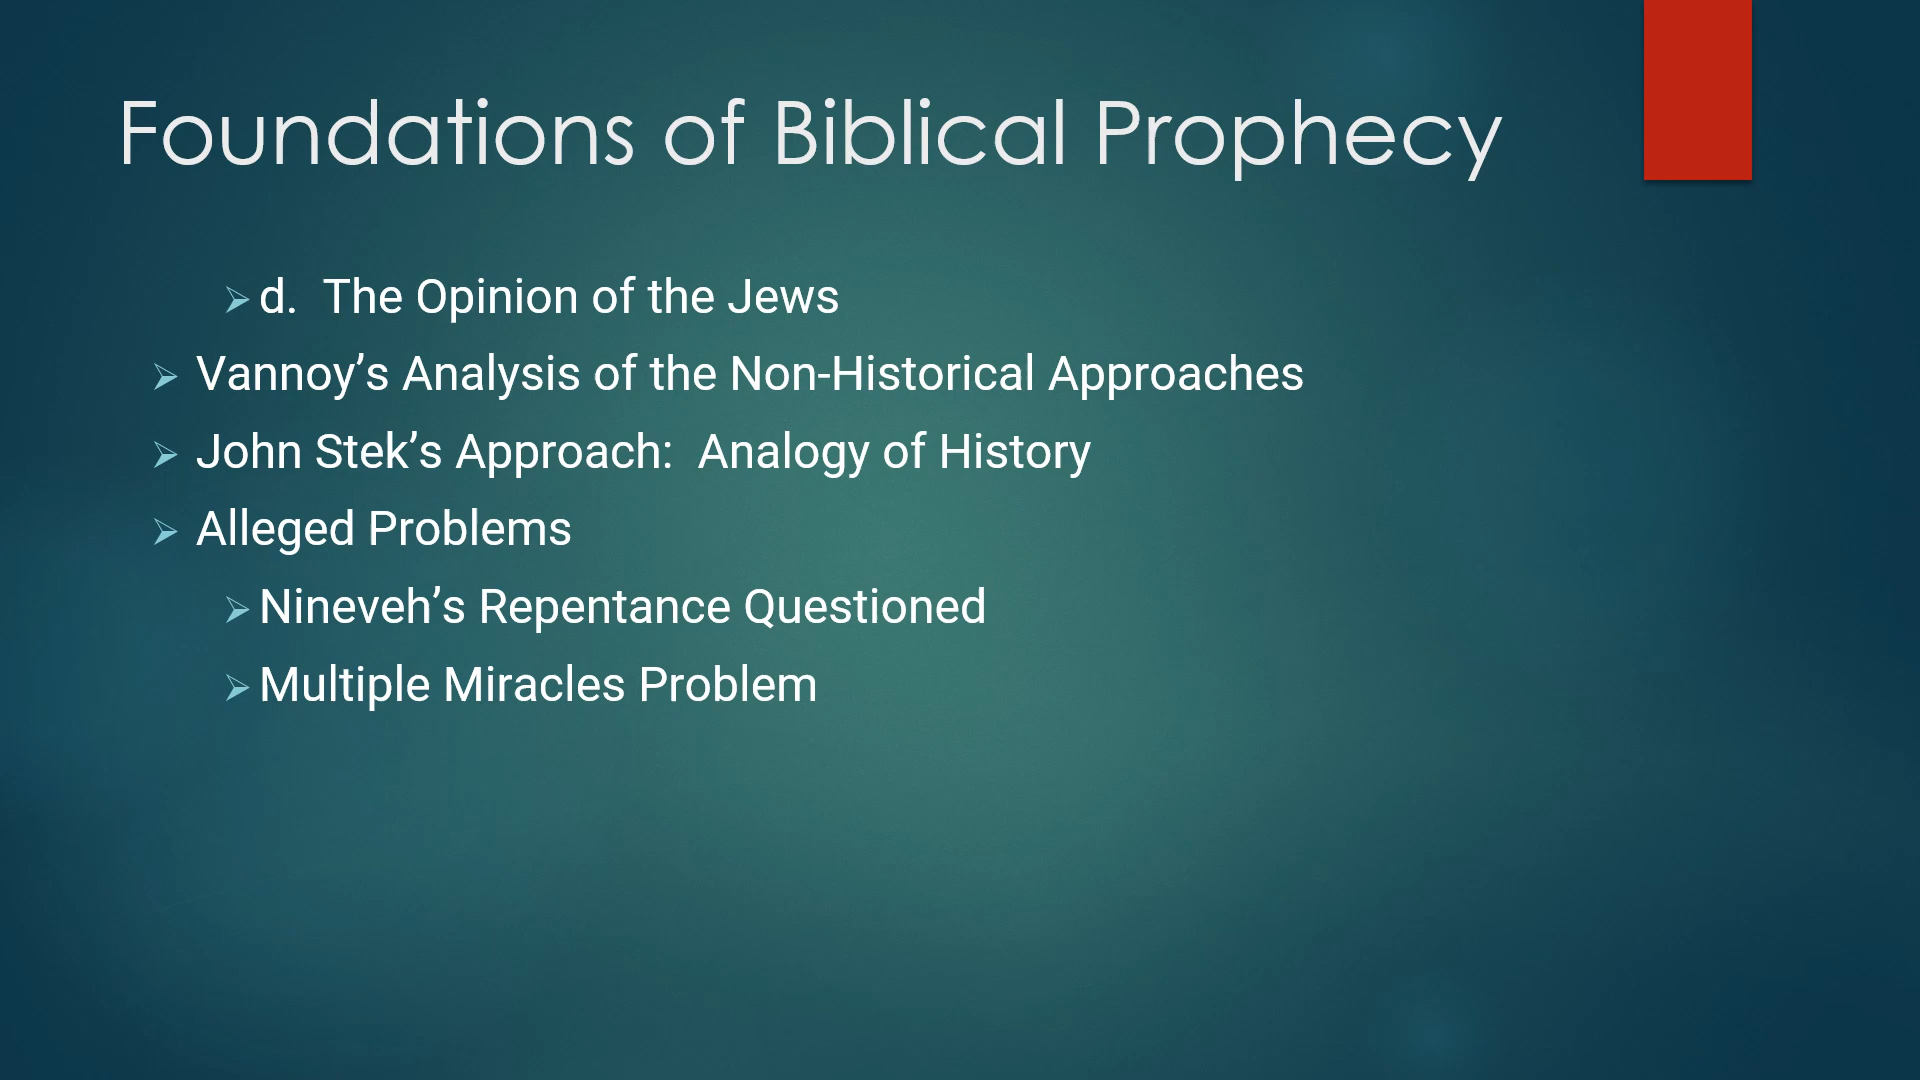 Foundations of Biblical Prophecy
d.  The Opinion of the Jews
Vannoy’s Analysis of the Non-Historical Approaches
John Stek’s Approach:  Analogy of History
Alleged Problems
Nineveh’s Repentance Questioned
Multiple Miracles Problem